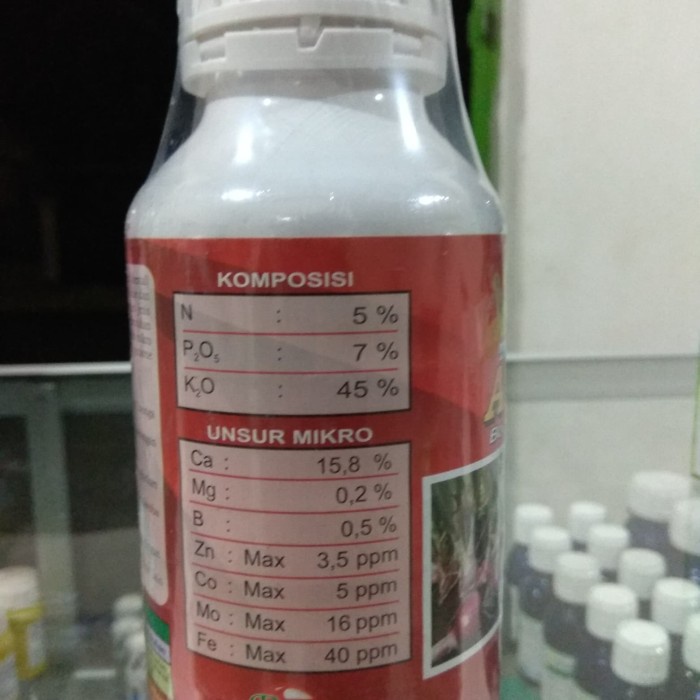 KOMPOSISI
N : 5 %
P₂O₅ : 7 %
K₂O : 45 %
UNSUR MIKRO
Ca : 15,8 %
Mg : 0,2 %
B : 0,5 %
Zn : Max 3,5 ppm
Co : Max 5 ppm
Mo : Max 16 ppm
Fe : Max 40 ppm